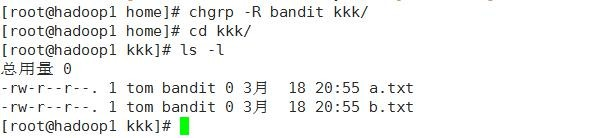 [root@hadoop1 home]# chgrp -R bandit kkk/
[root@hadoop1 home]# cd kkk/
[root@hadoop1 kkk]# ls -l
总用量 0
-rw-r--r--. 1 tom bandit 0 3月  18 20:55 a.txt
-rw-r--r--. 1 tom bandit 0 3月  18 20:55 b.txt
[root@hadoop1 kkk]#